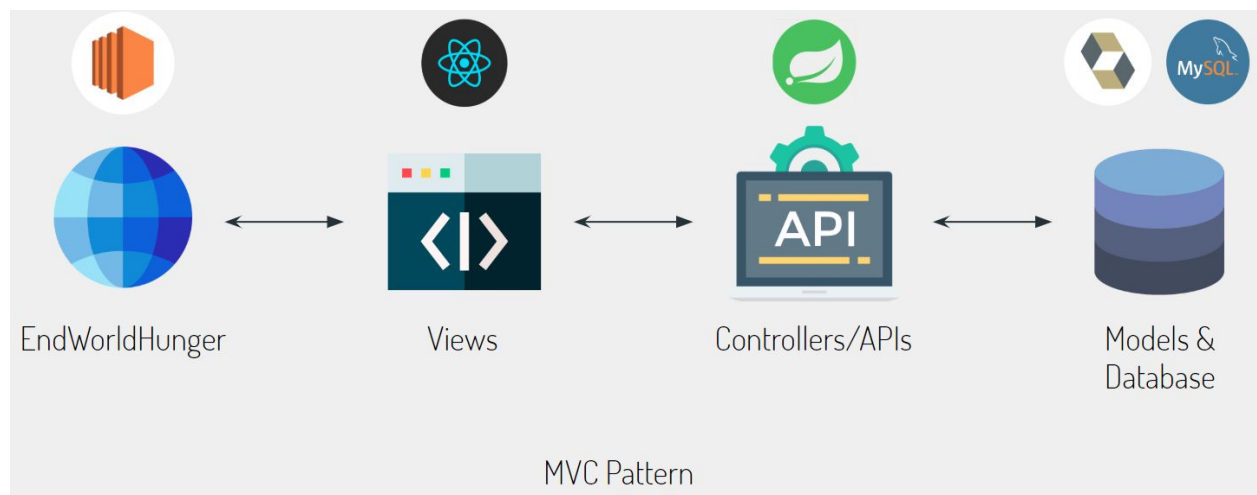 MySQL
API
EndWorldHunger
Views
Controllers/APIs
Models &
Database
MVC Pattern